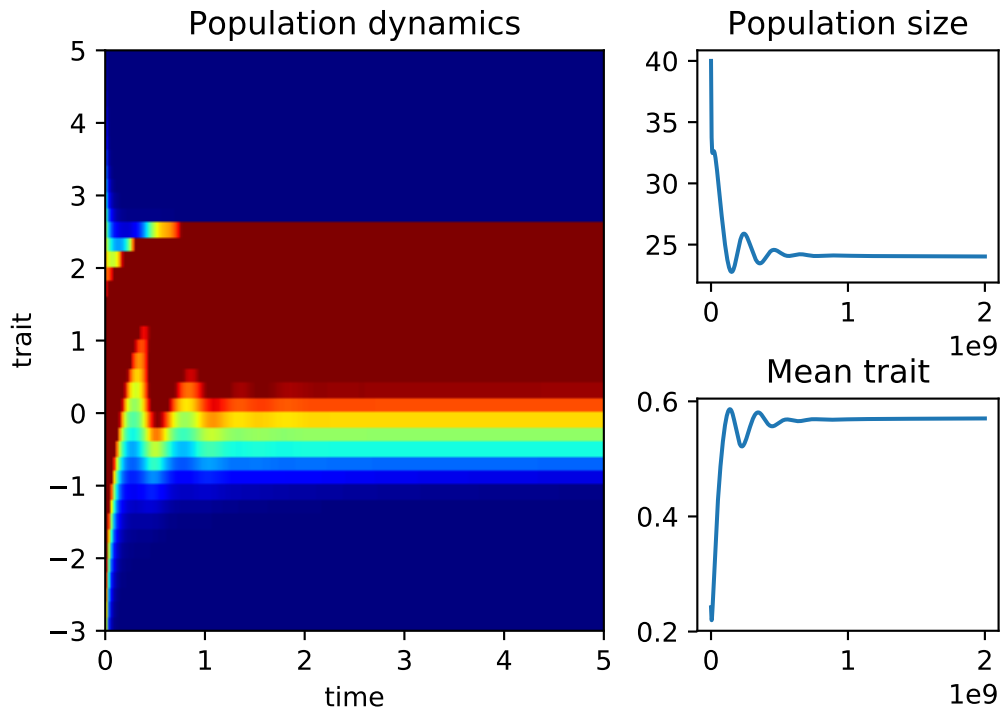 Population dynamics
5
4
3
2
1
0
−1
−2
−3
trait
0 1 2 3 4 5
time
Population size
40
35
30
25
0 1 2
1e9
Mean trait
0.6
0.4
0.2
0 1 2
1e9